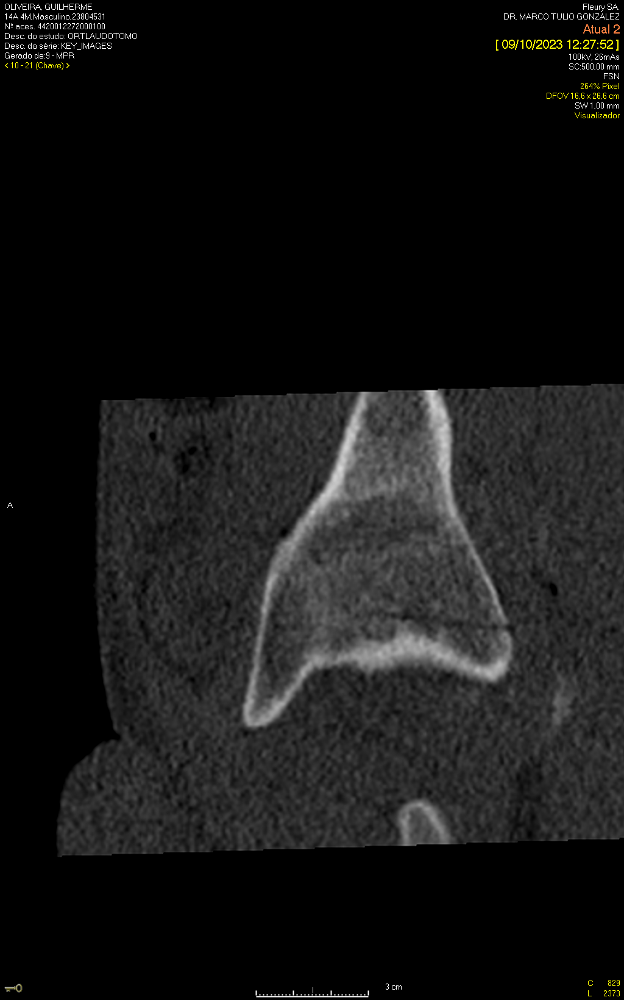 OLIVEIRA, GUILHERME
14A 4M,Masculino,23804531
Nº aces. 4420012272000100
Desc. do estudo: ORTLAUDOTOMO
Desc. da série: KEY_IMAGES
Gerado de:9 - MPR
< 10 - 21 (Chave) >
Fleury SA.
DR. MARCO TULIO GONZALEZ
Atual 2
[ 09/10/2023 12:27:52 ]
100kV, 26mAs
SC:500,00 mm
FSN
264% Pixel
DFOV 16,6 x 26,6 cm
SW 1,00 mm
Visualizador
A
3 cm
C 829
L 2373